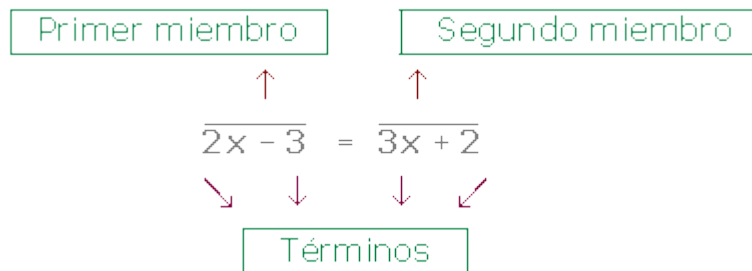 Primer miembro Segundo miembro
2x - 3 = 3x + 2
Términos